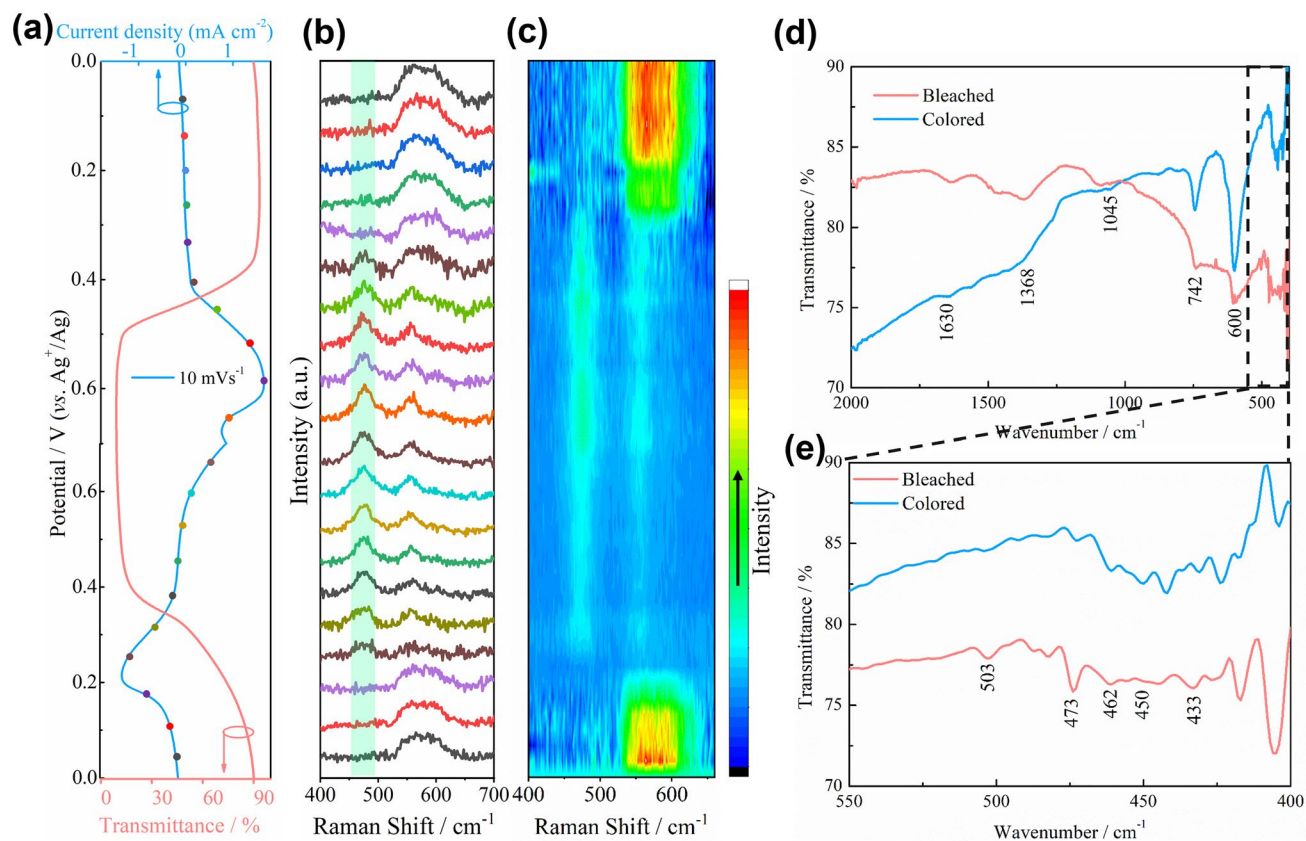 (a)
Current density (mA cm-2)
-1 0 1
0.0
0.2
0.4
0.6
0.6
0.4
0.2
0.0
Potential / V (vs. Ag+/Ag)
10 mVs-1
0 30 60 90
Transmittance / %
(b)
Intensity (a.u.)
400 500 600 700
Raman Shift / cm-1
(c)
400 500 600
Raman Shift / cm-1
Intensity
(d)
90
85
80
75
70
Transmittance / %
Bleached
Colored
1630
1368
1045
742
600
2000 1500 1000 500
Wavenumber / cm-1
(e)
90
85
80
75
70
Transmittance / %
Bleached
Colored
503
473
462
450
433
550 500 450 400
Wavenumber / cm-1